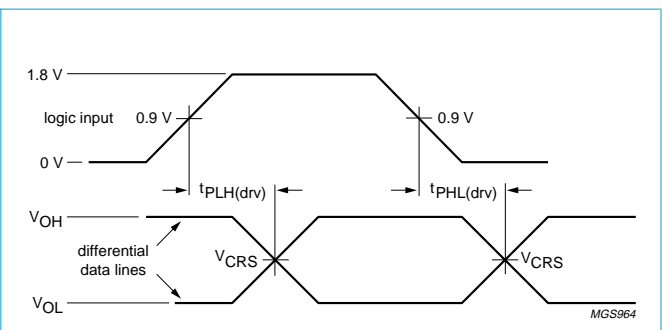 1.8 V
logic input 0.9 V 0.9 V
0 V
tPLH(drv) tPHL(drv)
VOH
differential
data lines
VCRS VCRS
VOL
MGS964